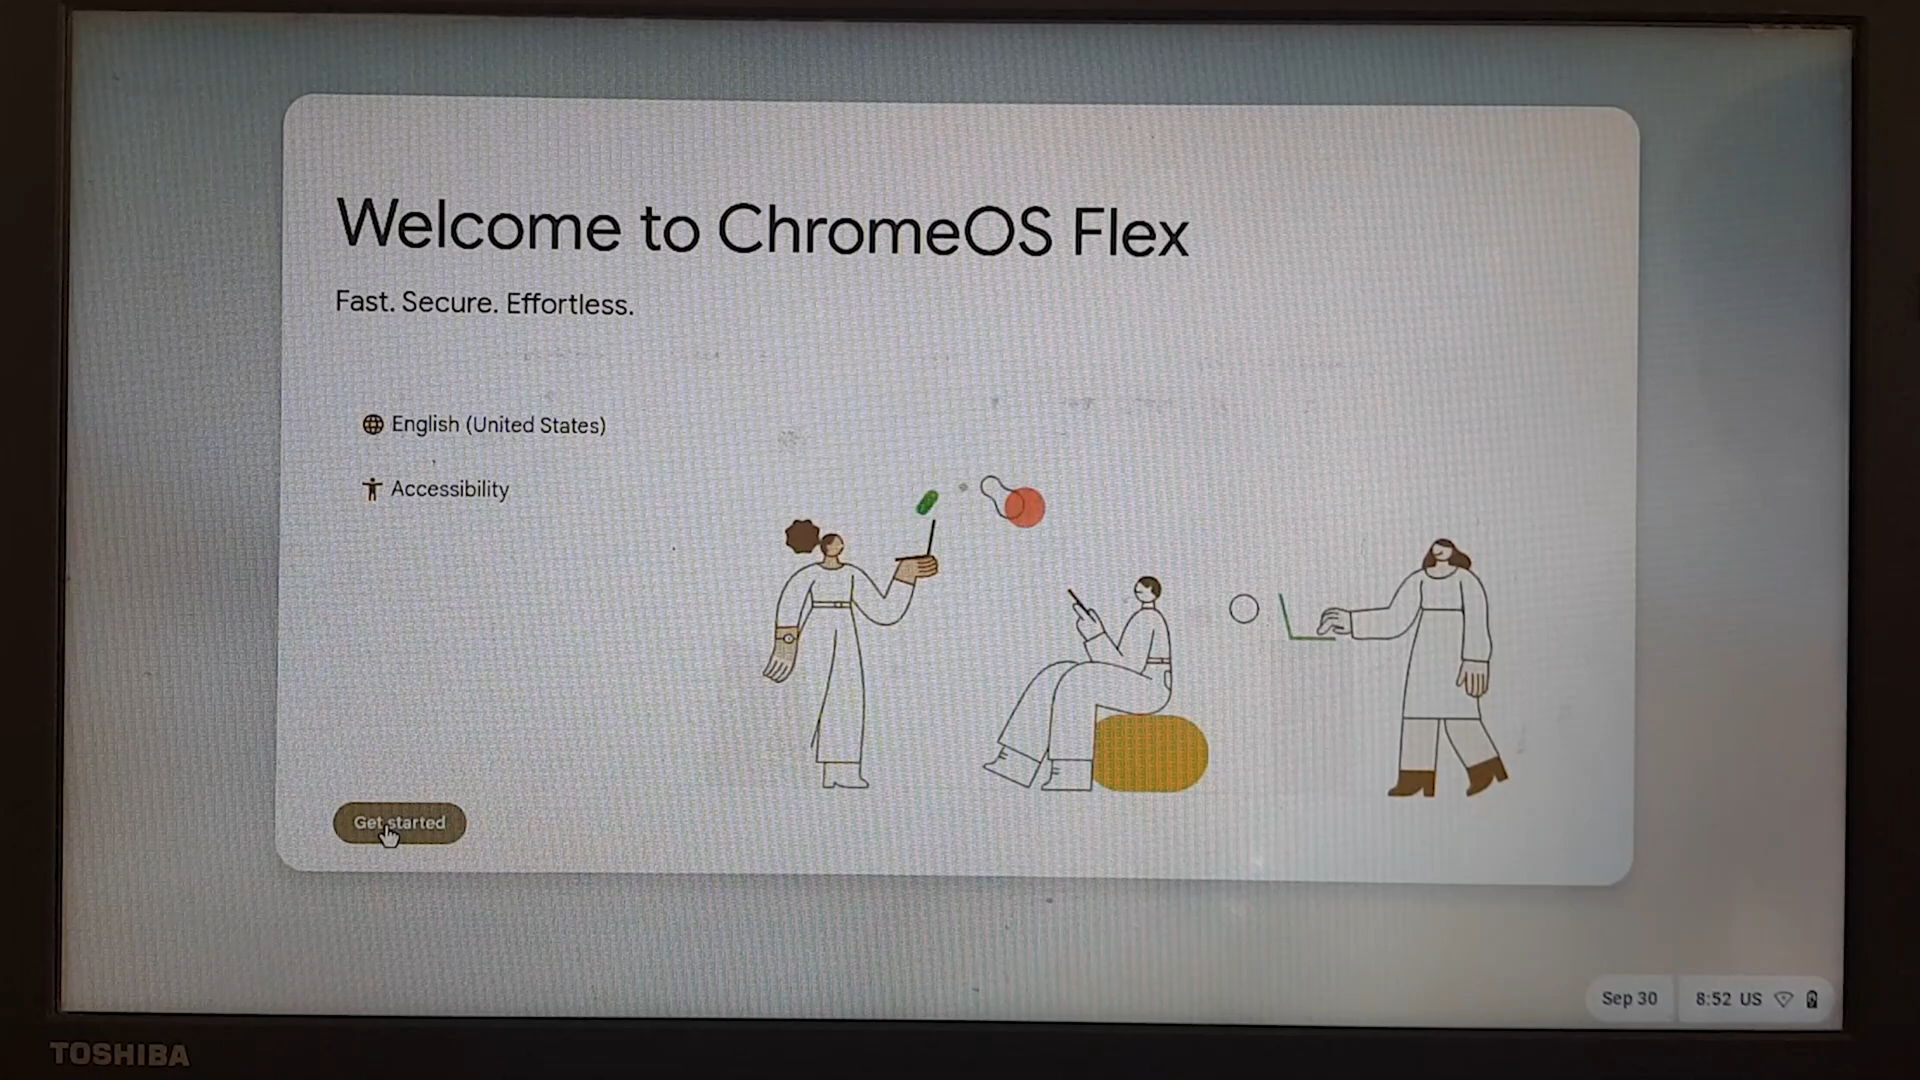 Welcome to ChromeOS Flex
Fast. Secure. Effortless.
English (United States)
Accessibility
Get started
Sep 30
8:52 US
TOSHIBA